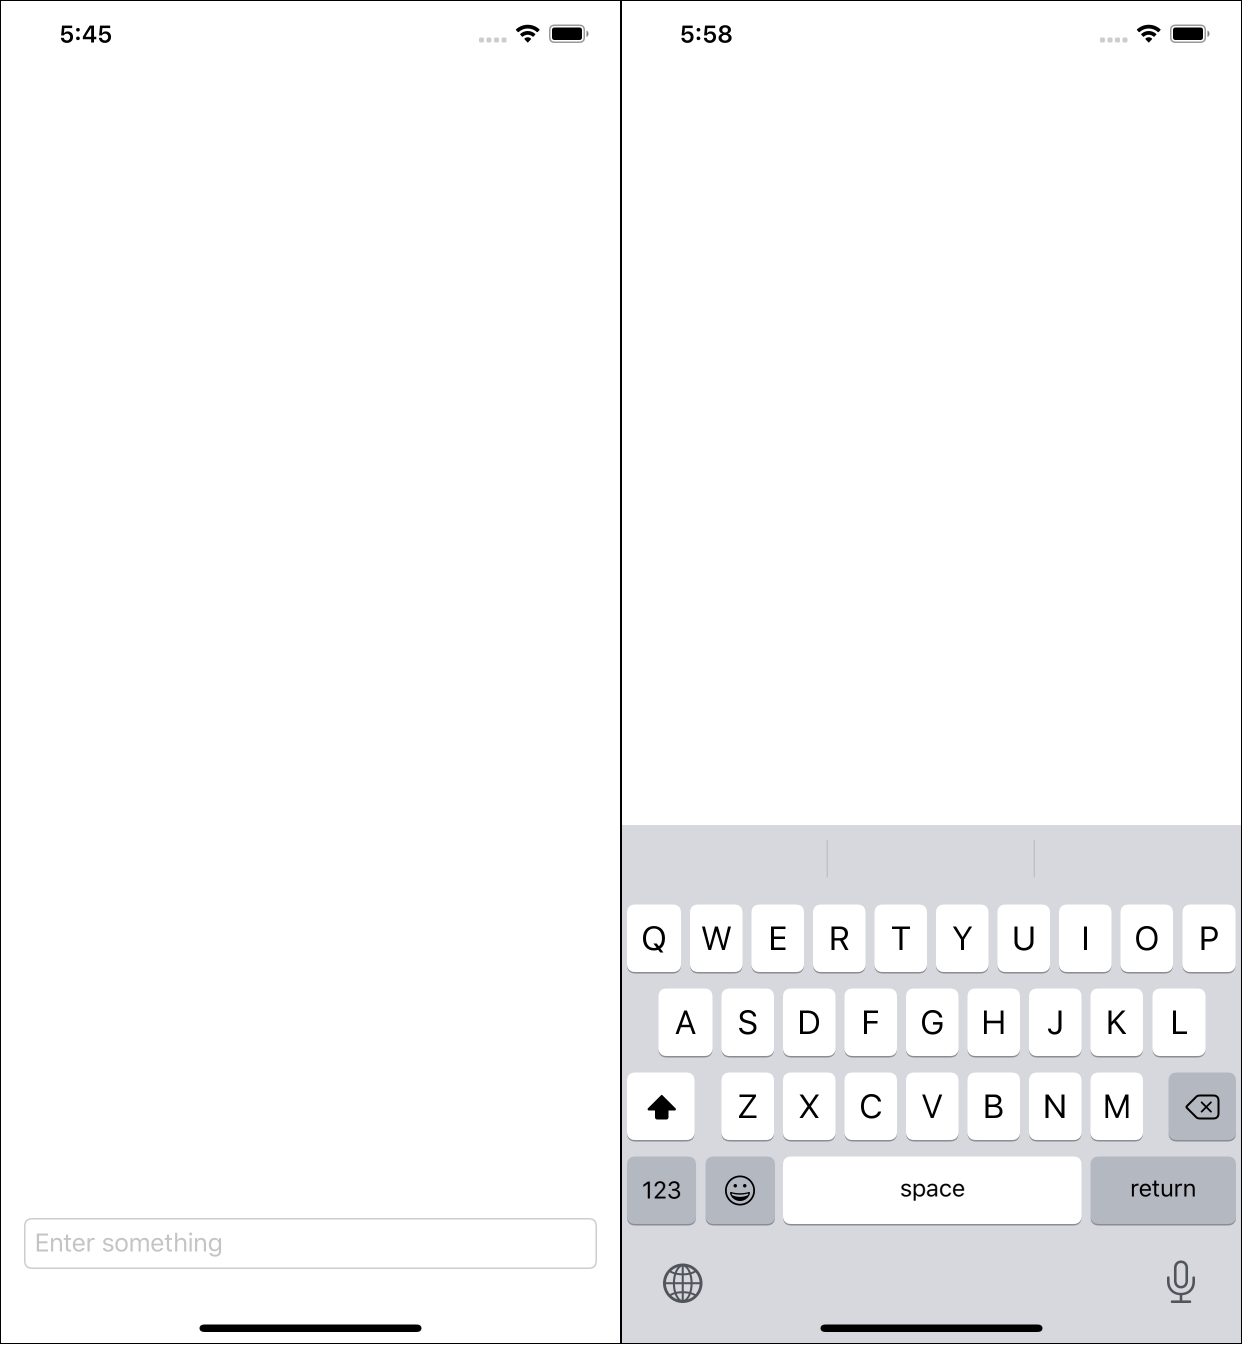 5:45
Enter something
5:58
Q W E R T Y U I O P
A S D F G H J K L
Z X C V B N M
123 space return